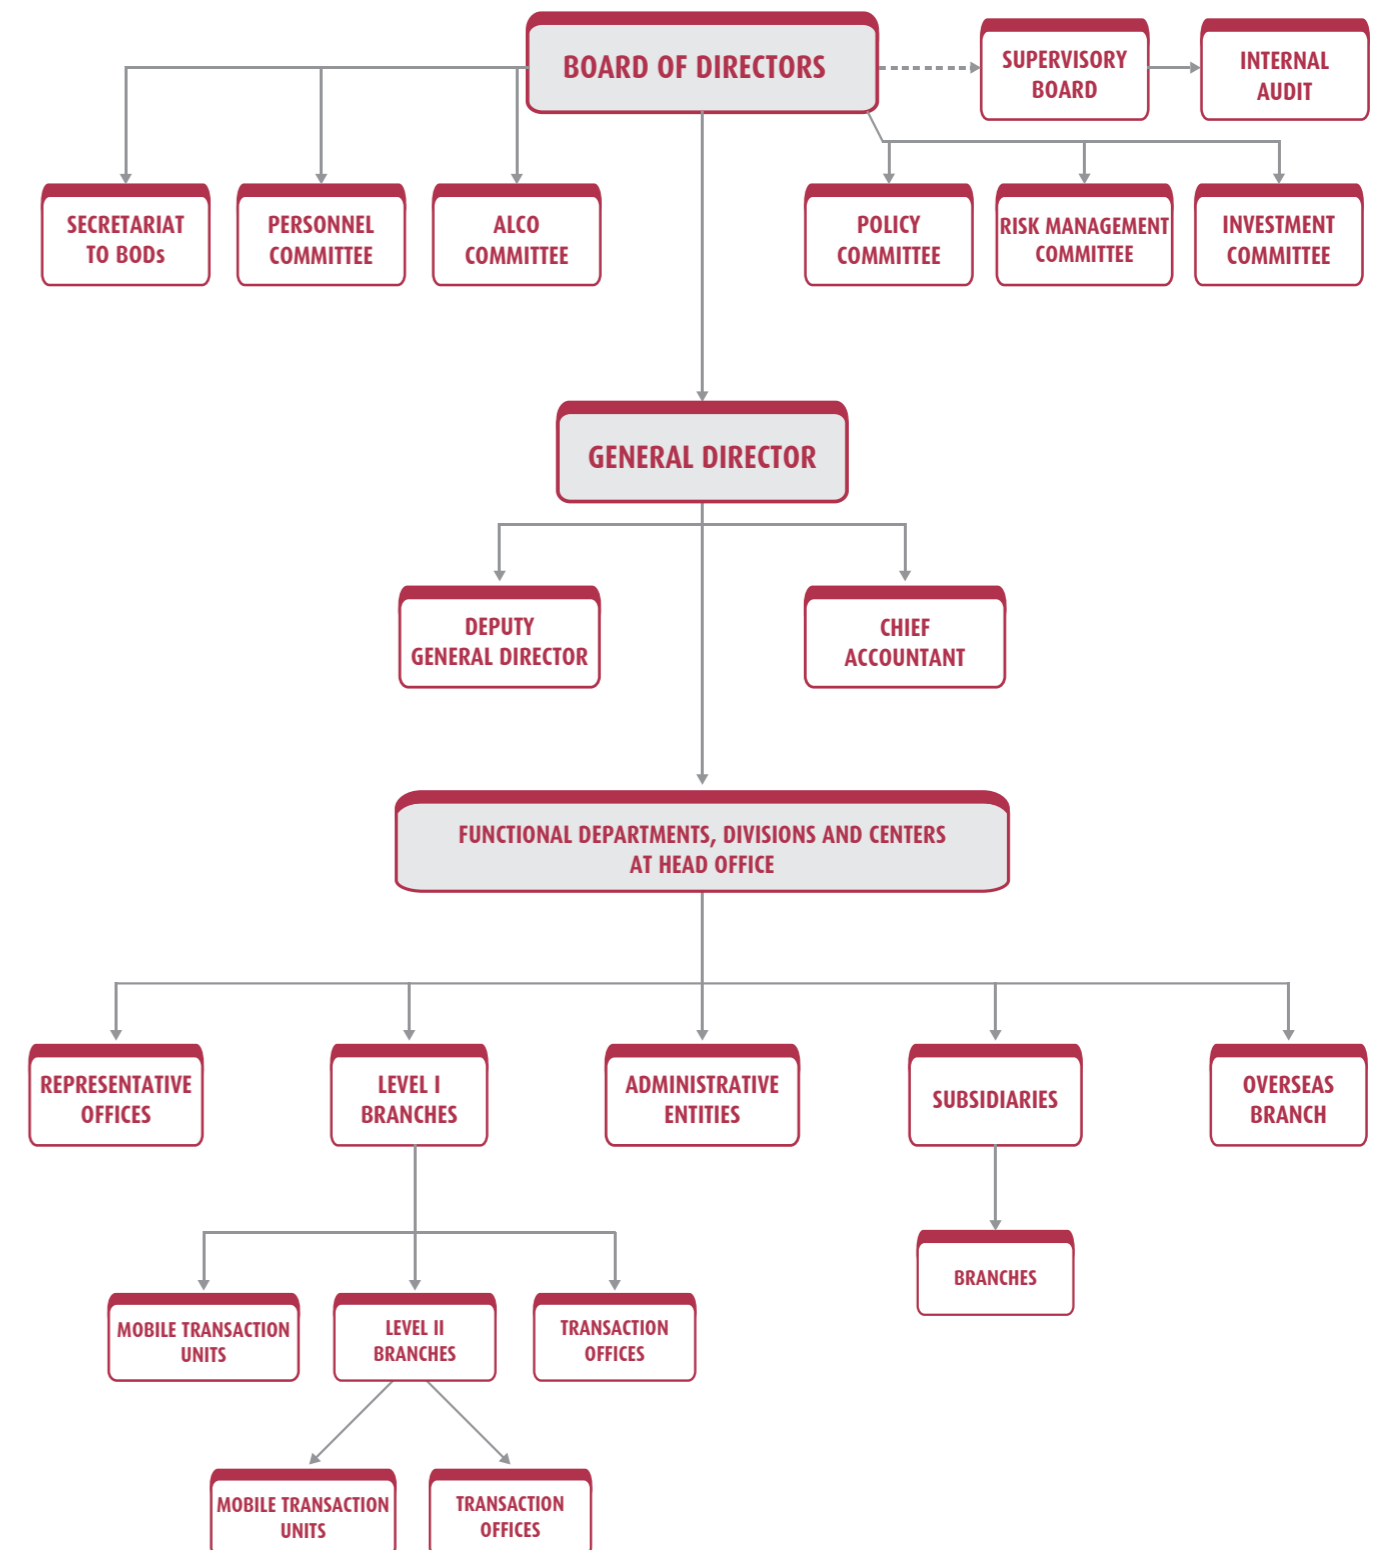 BOARD OF DIRECTORS
SUPERVISORY
BOARD
INTERNAL
AUDIT
SECRETARIAT
TO BODs
PERSONNEL
COMMITTEE
ALCO
COMMITTEE
POLICY
COMMITTEE
RISK MANAGEMENT
COMMITTEE
INVESTMENT
COMMITTEE
GENERAL DIRECTOR
DEPUTY
GENERAL DIRECTOR
CHIEF
ACCOUNTANT
FUNCTIONAL DEPARTMENTS, DIVISIONS AND CENTERS
AT HEAD OFFICE
REPRESENTATIVE
OFFICES
LEVEL I
BRANCHES
ADMINISTRATIVE
ENTITIES
SUBSIDIARIES
OVERSEAS
BRANCH
BRANCHES
MOBILE TRANSACTION
UNITS
LEVEL II
BRANCHES
TRANSACTION
OFFICES
MOBILE TRANSACTION
UNITS
TRANSACTION
OFFICES